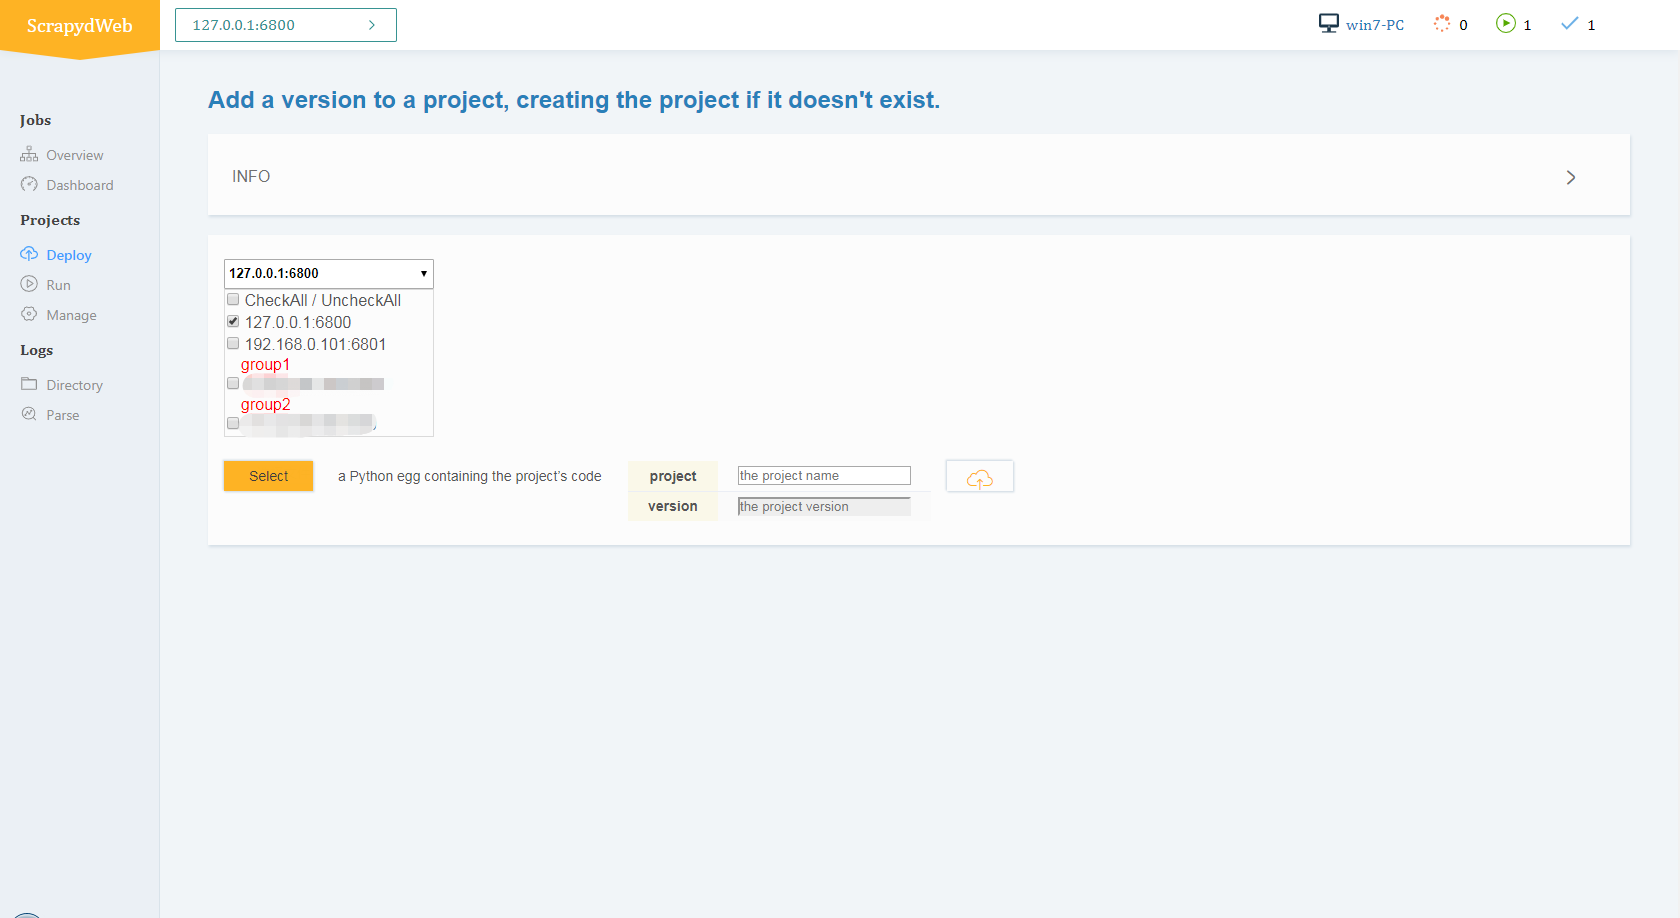 ScrapydWeb
127.0.0.1:6800
win7-PC
0
1
1
Jobs
Overview
Dashboard
Projects
Deploy
Run
Manage
Logs
Directory
Parse
Add a version to a project, creating the project if it doesn't exist.
INFO
127.0.0.1:6800
CheckAll / UncheckAll
127.0.0.1:6800
192.168.0.101:6801
group1
group2
Select
a Python egg containing the project's code
project
the project name
version
the project version